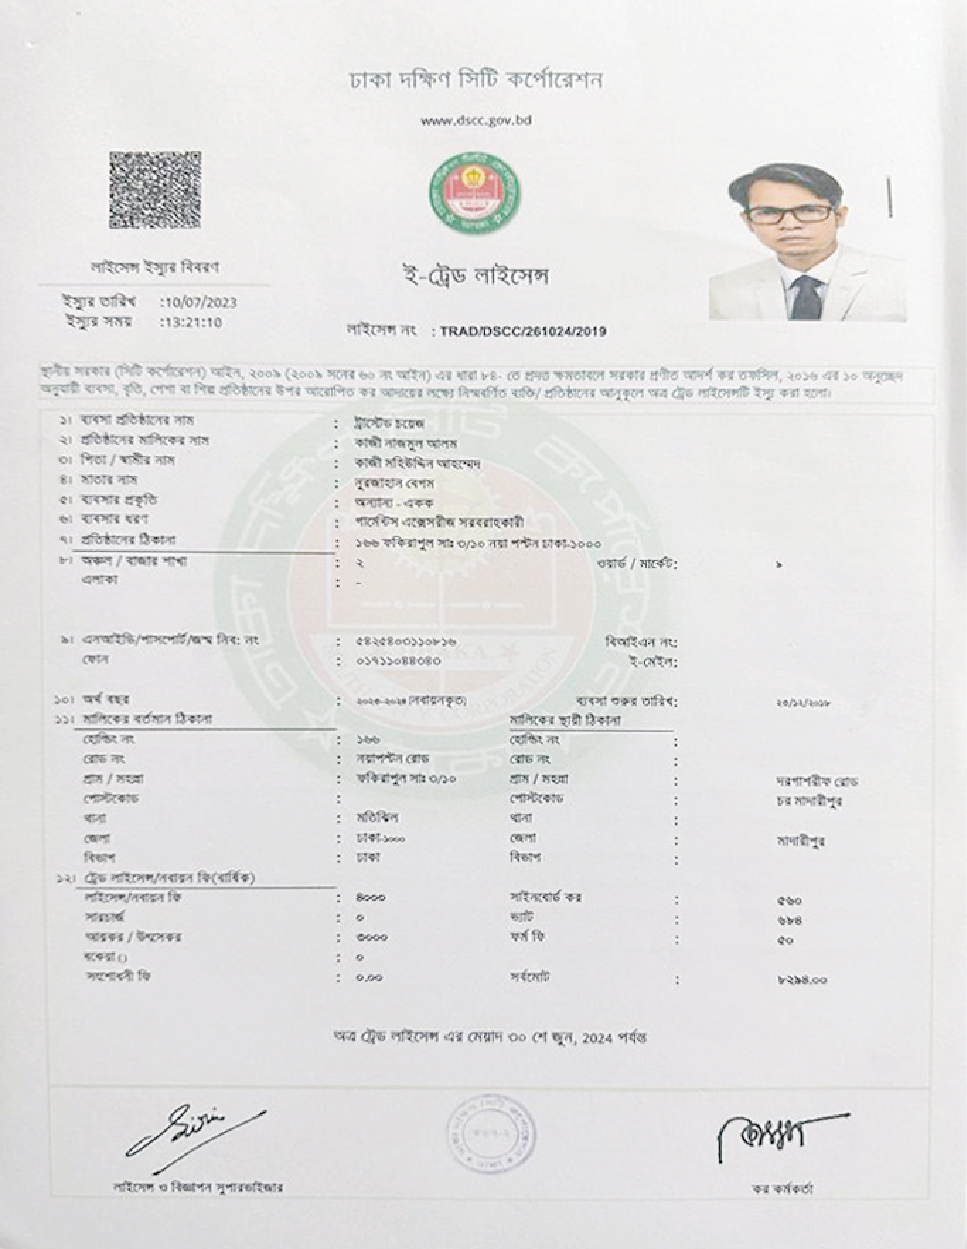 ঢাকা দক্ষিণ সিটি কর্পোরেশন
www.dscc.gov.bd
লাইসেন্স ইস্যুর বিবরণ
ইস্যুর তারিখ :10/07/2023
ইস্যুর সময় :13:21:10
ই-ট্রেড লাইসেন্স
লাইসেন্স নং : TRAD/DSCC/261024/2019
স্থানীয় সরকার (সিটি কর্পোরেশন) আইন, ২০০৯ (২০০৯ সনের ৬০ নং আইন) এর ধারা ৮৪- তে প্রদত্ত ক্ষমতাবলে সরকার প্রণীত আদর্শ কর তফসিল, ২০১৬ এর ১০ অনুচ্ছেদ
অনুযায়ী ব্যবসা, বৃত্তি, পেশা বা শিল্প প্রতিষ্ঠানের উপর আরোপিত কর আদায়ের লক্ষ্যে নিম্নবর্ণিত ব্যক্তি/ প্রতিষ্ঠানের অনুকূলে অত্র ট্রেড লাইসেন্সটি ইস্যু করা হলো।
১। ব্যবসা প্রতিষ্ঠানের নাম : ট্রাস্টেড চয়েজ
২। প্রতিষ্ঠানের মালিকের নাম : কাজী নাজমুল আলম
৩। পিতা / স্বামীর নাম : কাজী মহিউদ্দিন আহম্মেদ
৪। মাতার নাম : নুরজাহান বেগম
৫। ব্যবসার প্রকৃতি : অন্যান্য - একক
৬। ব্যবসার ধরণ : গার্মেন্টস এক্সেসরীজ সরবরাহকারী
৭। প্রতিষ্ঠানের ঠিকানা : ১৬৬ ফকিরাপুল সাঃ ৩/১০ নয়া পল্টন ঢাকা-১০০০
৮। অঞ্চল / বাজার শাখা : ২ ওয়ার্ড / মার্কেট: ৯
এলাকা : -
৯। এনআইডি/পাসপোর্ট/জন্ম নিব: নং : ৫৪২৫৪০৩১১০৮১৬ বিআইএন নং:
ফোন : ০১৭১১০৪৪৩৪০ ই-মেইল:
১০। অর্থ বছর : ২০২৩-২০২৪ (নবায়নকৃত) ব্যবসা শুরুর তারিখ: ২৩/১২/২০১৮
১১। মালিকের বর্তমান ঠিকানা মালিকের স্থায়ী ঠিকানা
হোল্ডিং নং : ১৬৬ হোল্ডিং নং :
রোড নং : নয়াপল্টন রোড রোড নং :
গ্রাম / মহল্লা : ফকিরাপুল সাঃ ৩/১০ গ্রাম / মহল্লা : দরগাশরীফ রোড
পোস্টকোড : পোস্টকোড : চর মাদারীপুর
থানা : মতিঝিল থানা :
জেলা : ঢাকা-১০০০ জেলা : মাদারীপুর
বিভাগ : ঢাকা বিভাগ :
১২। ট্রেড লাইসেন্স/নবায়ন ফি(বার্ষিক)
লাইসেন্স/নবায়ন ফি : ৪০০০ সাইনবোর্ড কর : ৫৬০
সারচার্জ : ০ ভ্যাট : ৬৮৪
আয়কর / উৎসেকর : ৩০০০ ফর্ম ফি : ৫০
বকেয়া () : ০
সংশোধনী ফি : ০.০০ সর্বমোট : ৮২৯৪.০০
অত্র ট্রেড লাইসেন্স এর মেয়াদ ৩০ শে জুন, 2024 পর্যন্ত
লাইসেন্স ও বিজ্ঞাপন সুপারভাইজার
কর কর্মকর্তা